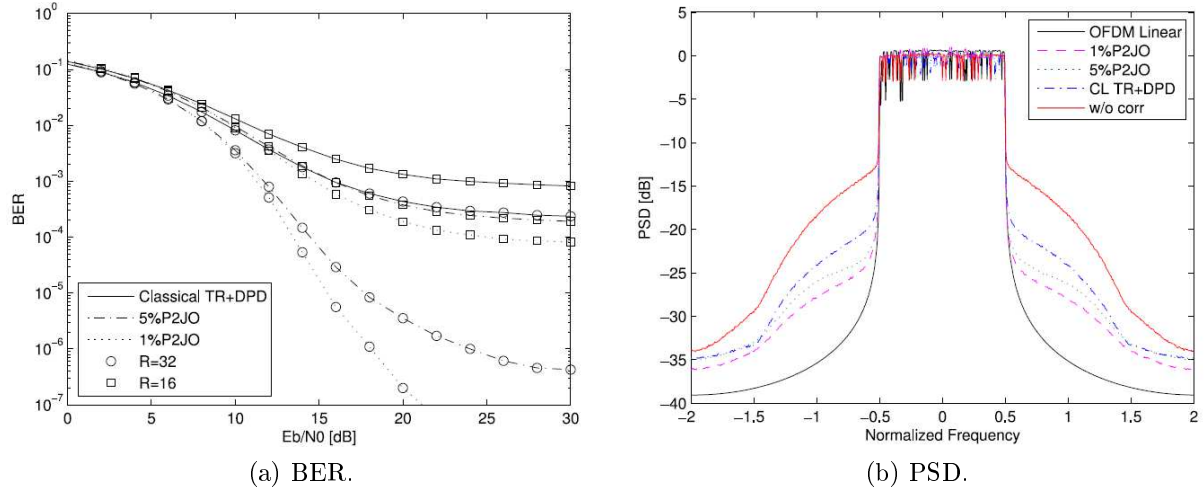 10^0
10^-1
10^-2
10^-3
10^-4
10^-5
10^-6
10^-7
BER
0 5 10 15 20 25 30
Eb/N0 [dB]
Classical TR+DPD
5%P2JO
1%P2JO
R=32
R=16
(a) BER.
5
0
−5
−10
−15
−20
−25
−30
−35
−40
PSD [dB]
−2 −1.5 −1 −0.5 0 0.5 1 1.5 2
Normalized Frequency
OFDM Linear
1%P2JO
5%P2JO
CL TR+DPD
w/o corr
(b) PSD.